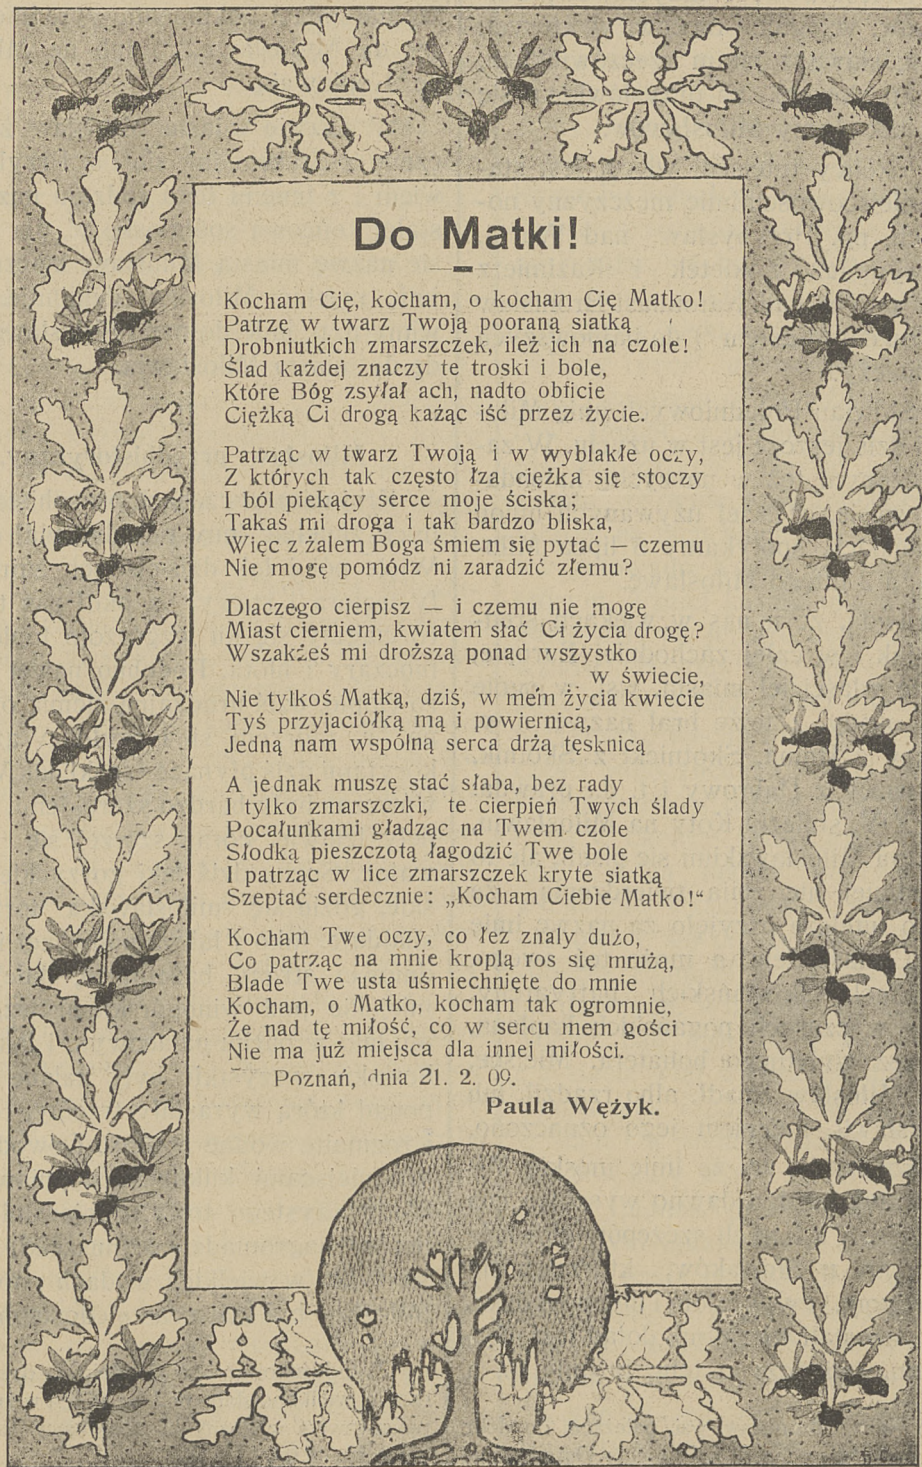 Do Matki!
Kocham Cię, kocham, o kocham Cię Matko!
Patrzę w twarz Twoją pooraną siatką
Drobniutkich zmarszczek, ileż ich na czole!
Ślad każdej znaczy te troski i bole,
Które Bóg zsyłał ach, nadto obficie
Ciężką Ci drogą każąc iść przez życie.
Patrząc w twarz Twoją i w wyblakłe oczy,
Z których tak często łza ciężka się stoczy
I ból piekący serce moje ściska;
Takaś mi droga i tak bardzo bliska,
Więc z żalem Boga śmiem się pytać — czemu
Nie mogę pomódz ni zaradzić złemu?
Dlaczego cierpisz — i czemu nie mogę
Miast cierniem, kwiatem słać Ci życia drogę?
Wszakżeś mi droższą ponad wszystko
w świecie,
Nie tylkoś Matką, dziś, w mem życia kwiecie
Tyś przyjaciółką mą i powiernicą,
Jedną nam wspólną serca drżą tęsknicą
A jednak muszę stać słaba, bez rady
I tylko zmarszczki, te cierpień Twych ślady
Pocałunkami gładząc na Twem czole
Słodką pieszczotą łagodzić Twe bole
I patrząc w lice zmarszczek kryte siatką
Szeptać serdecznie: „Kocham Ciebie Matko!“
Kocham Twe oczy, co łez znaly dużo,
Co patrząc na mnie kroplą ros się mrużą,
Blade Twe usta uśmiechnięte do mnie
Kocham, o Matko, kocham tak ogromnie,
Że nad tę miłość, co w sercu mem gości
Nie ma już miejsca dla innej miłości.
Poznań, dnia 21. 2. 09.
Paula Wężyk.